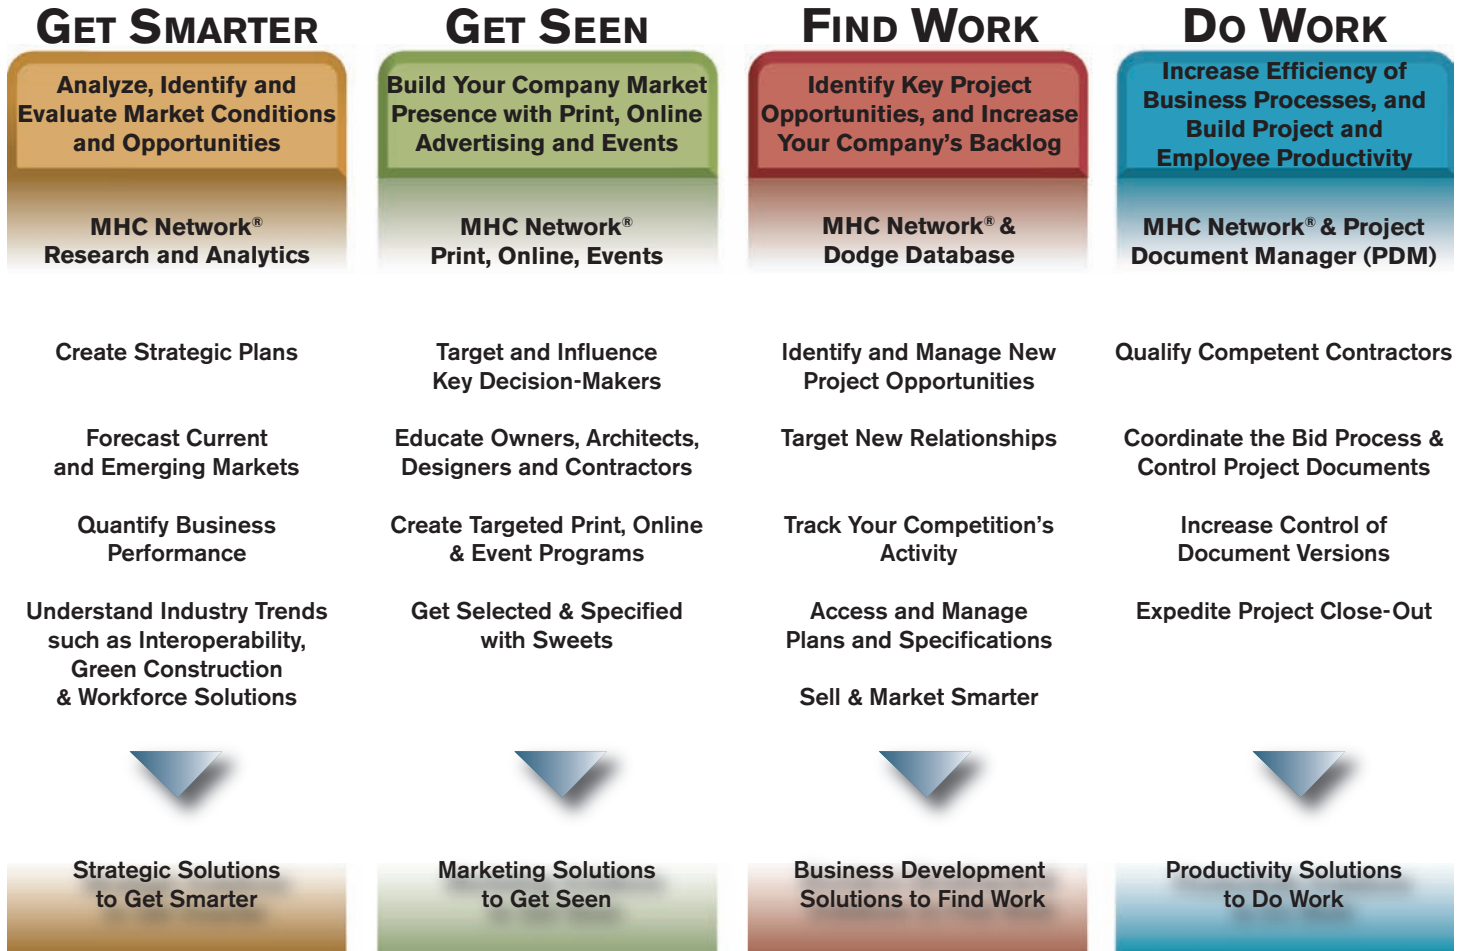 GET SMARTER
Analyze, Identify and
Evaluate Market Conditions
and Opportunities
MHC Network®
Research and Analytics
Create Strategic Plans
Forecast Current
and Emerging Markets
Quantify Business
Performance
Understand Industry Trends
such as Interoperability,
Green Construction
& Workforce Solutions
Strategic Solutions
to Get Smarter
GET SEEN
Build Your Company Market
Presence with Print, Online
Advertising and Events
MHC Network®
Print, Online, Events
Target and Influence
Key Decision-Makers
Educate Owners, Architects,
Designers and Contractors
Create Targeted Print, Online
& Event Programs
Get Selected & Specified
with Sweets
Marketing Solutions
to Get Seen
FIND WORK
Identify Key Project
Opportunities, and Increase
Your Company’s Backlog
MHC Network® &
Dodge Database
Identify and Manage New
Project Opportunities
Target New Relationships
Track Your Competition’s
Activity
Access and Manage
Plans and Specifications
Sell & Market Smarter
Business Development
Solutions to Find Work
DO WORK
Increase Efficiency of
Business Processes, and
Build Project and
Employee Productivity
MHC Network® & Project
Document Manager (PDM)
Qualify Competent Contractors
Coordinate the Bid Process &
Control Project Documents
Increase Control of
Document Versions
Expedite Project Close-Out
Productivity Solutions
to Do Work